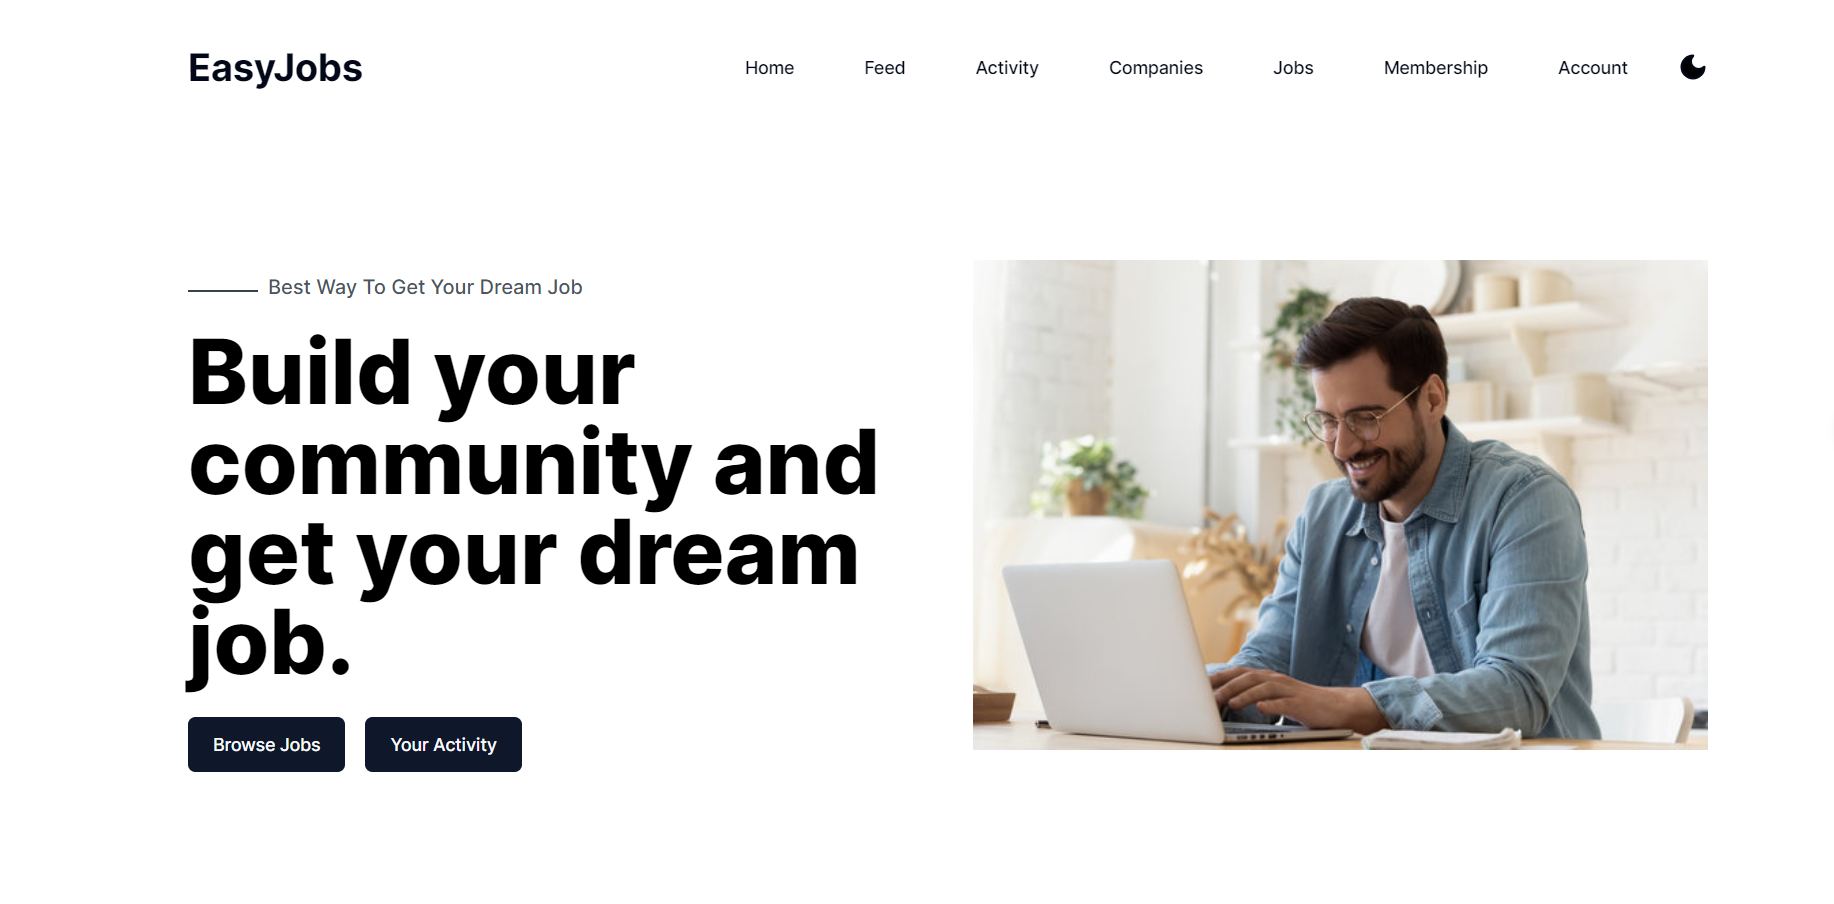 EasyJobs
Home Feed Activity Companies Jobs Membership Account
Best Way To Get Your Dream Job
Build your
community and
get your dream
job.
Browse Jobs Your Activity